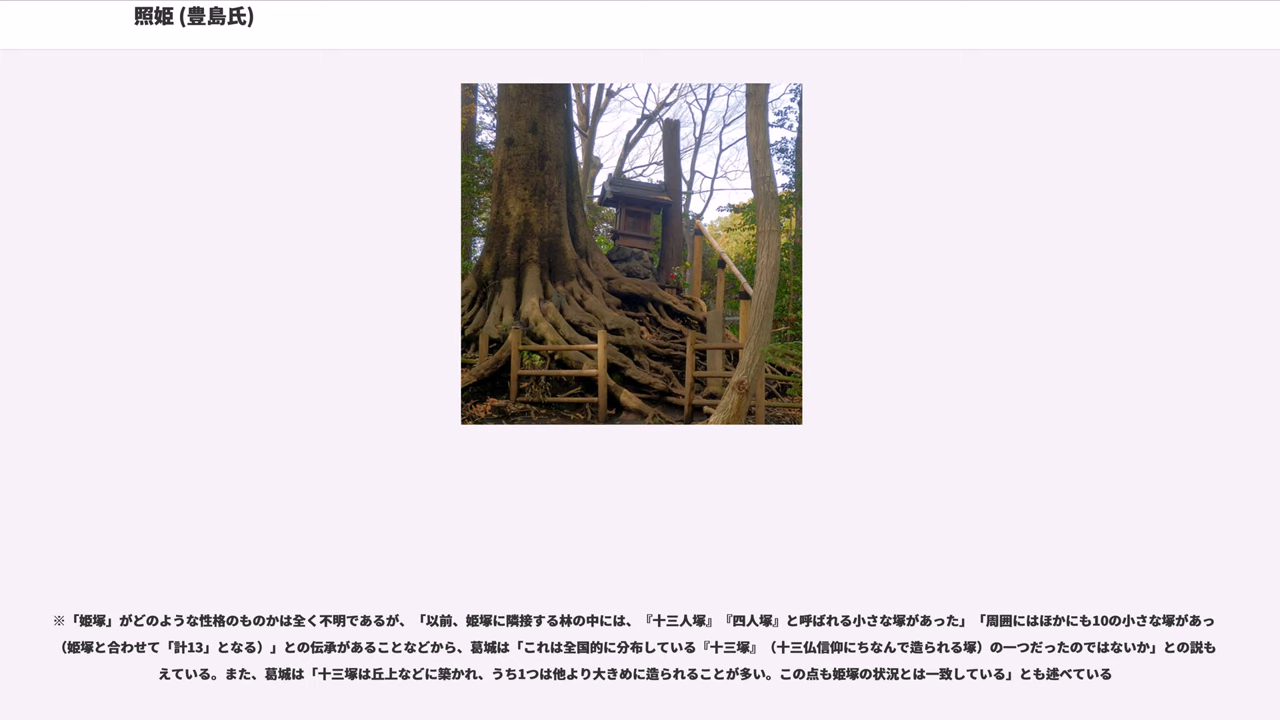 照姫 (豊島氏)
※「姫塚」がどのような性格のものかは全く不明であるが、「以前、姫塚に隣接する林の中には、『十三人塚』『四人塚』と呼ばれる小さな塚があった」「周囲にはほかにも10の小さな塚があっ
（姫塚と合わせて「計13」となる）」との伝承があることなどから、葛城は「これは全国的に分布している『十三塚』（十三仏信仰にちなんで造られる塚）の一つだったのではないか」との説も
えている。また、葛城は「十三塚は丘上などに築かれ、うち1つは他より大きめに造られることが多い。この点も姫塚の状況とは一致している」とも述べている